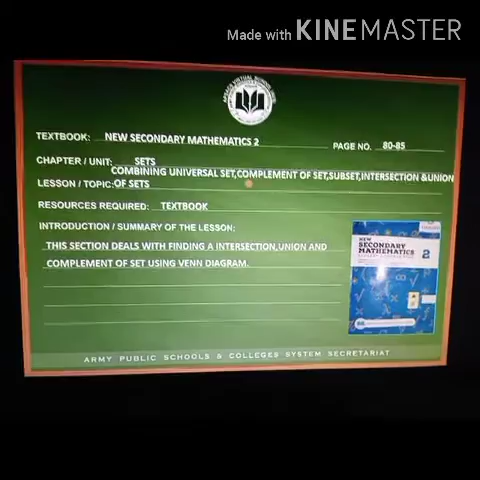 Made with KINEMASTER
TEXTBOOK: NEW SECONDARY MATHEMATICS 2
PAGE NO. 80-85
CHAPTER / UNIT: SETS
COMBINING UNIVERSAL SET,COMPLEMENT OF SET,SUBSET,INTERSECTION &UNION
LESSON / TOPIC: OF SETS
RESOURCES REQUIRED: TEXTBOOK
INTRODUCTION / SUMMARY OF THE LESSON:
THIS SECTION DEALS WITH FINDING A INTERSECTION,UNION AND
COMPLEMENT OF SET USING VENN DIAGRAM.
NEW
SECONDARY
MATHEMATICS 2
ARMY PUBLIC SCHOOLS & COLLEGES SYSTEM SECRETARIAT